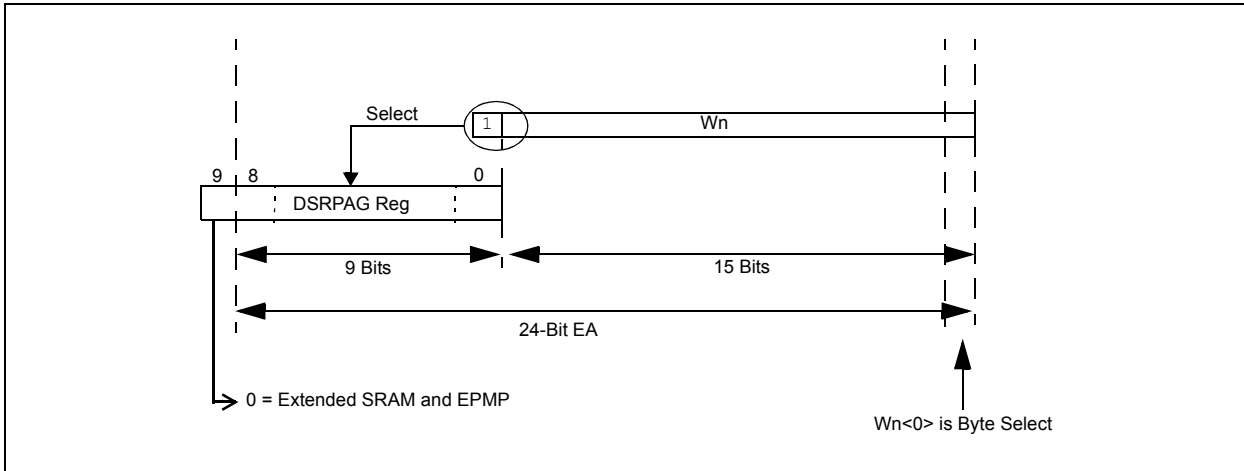 Select
1
Wn
9 8 0
DSRPAG Reg
9 Bits
15 Bits
24-Bit EA
0 = Extended SRAM and EPMP
Wn<0> is Byte Select